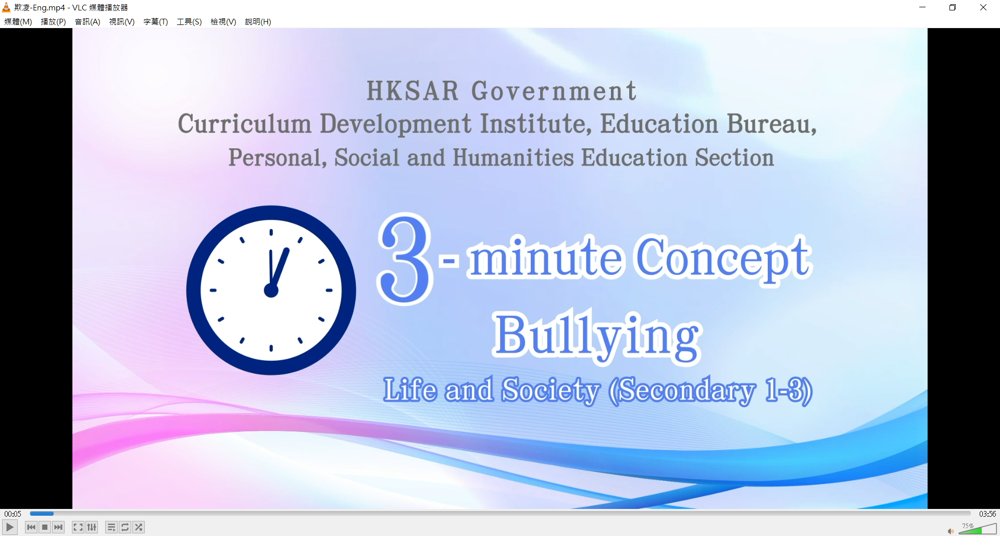 欺凌-Eng.mp4 - VLC 媒體播放器
媒體(M) 播放(P) 音訊(A) 視訊(V) 字幕(T) 工具(S) 檢視(V) 說明(H)
HKSAR Government
Curriculum Development Institute, Education Bureau,
Personal, Social and Humanities Education Section
3-minute Concept
Bullying
Life and Society (Secondary 1-3)
00:05
03:56
75%